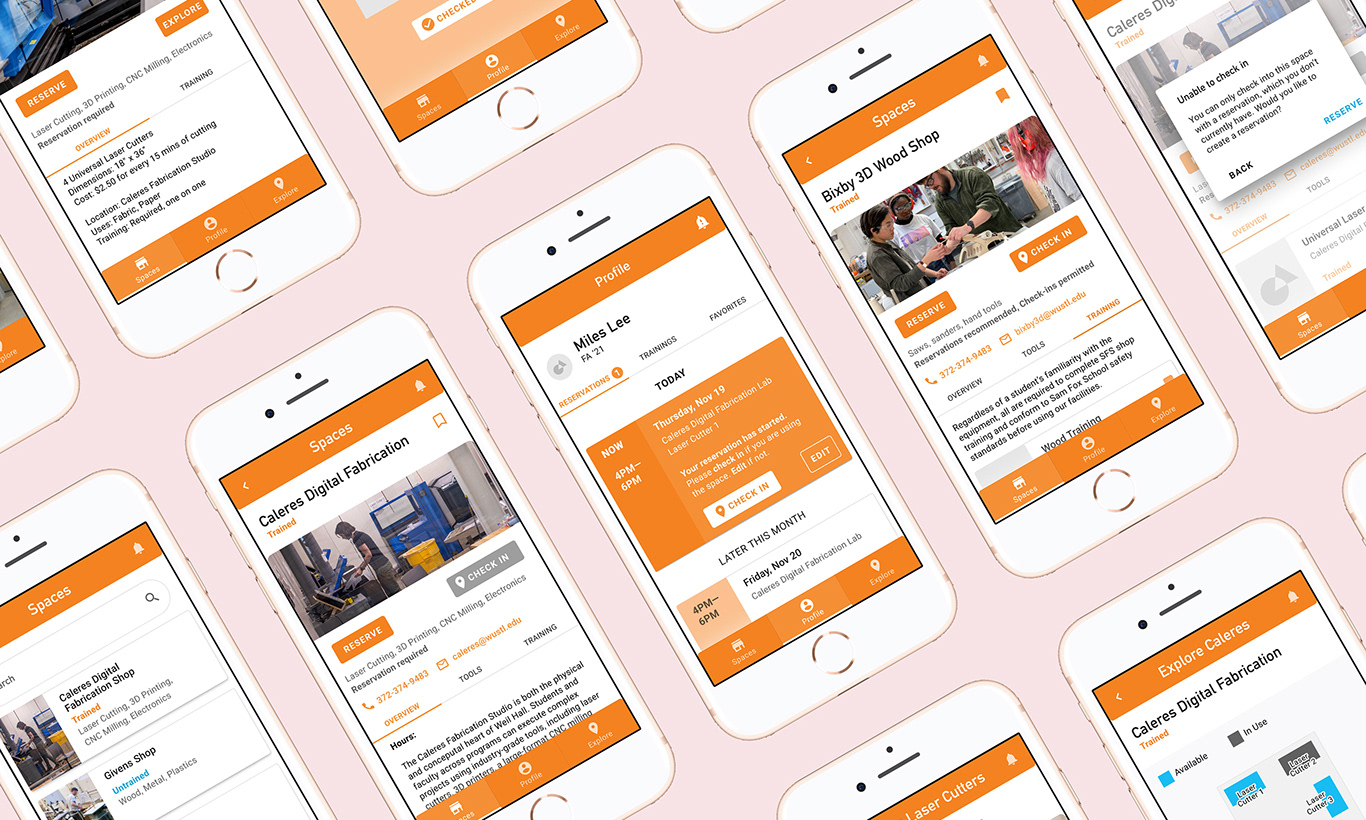 EXPLORE
RESERVE
Laser Cutting, 3D Printing, CNC Milling, Electronics
Reservation required
OVERVIEW
TRAINING
4 Universal Laser Cutters
Dimensions: 18" x 36"
Cost: $2.50 for every 15 mins of cutting
Location: Caleres Fabrication Studio
Uses: Fabric, Paper
Training: Required, one on one
Spaces
Profile
Explore
CHECKED
Spaces
Profile
Explore
Spaces
Bixby 3D Wood Shop
Trained
CHECK IN
RESERVE
Saws, sanders, hand tools
Reservations recommended, Check-ins permitted
372-374-9483
bixby3d@wustl.edu
OVERVIEW
TOOLS
TRAINING
Regardless of a student's familiarity with the
equipment, all are required to complete SFS shop
training and conform to Sam Fox School safety
standards before using our facilities.
Wood Training
Spaces
Profile
Explore
Caleres Dig
Trained
Unable to check in
You can only check into this space
with a reservation, which you don't
currently have. Would you like to
create a reservation?
BACK
RESERVE
372-374-9483
caleres@wustl.edu
OVERVIEW
TOOLS
Universal Laser
Caleres Digital F
Trained
Spaces
Profile
Miles Lee
FA '21
RESERVATIONS 1
TRAININGS
FAVORITES
TODAY
NOW
4PM—
6PM
Thursday, Nov 19
Caleres Digital Fabrication Lab
Laser Cutter 1
Your reservation has started.
Please check in if you are using
the space. Edit if not.
CHECK IN
EDIT
LATER THIS MONTH
4PM—
6PM
Friday, Nov 20
Caleres Digital Fabrication Lab
Spaces
Profile
Explore
Spaces
Caleres Digital Fabrication
Trained
CHECK IN
RESERVE
Laser Cutting, 3D Printing, CNC Milling, Electronics
Reservation required
372-374-9483
caleres@wustl.edu
OVERVIEW
TOOLS
TRAINING
Hours:
The Caleres Fabrication Studio is both the physical
and conceptual heart of Weil Hall. Students and
faculty across programs can execute complex
projects using industry-grade tools, including laser
cutters, 3D printers, a large-format CNC milling
Spaces
Profile
Explore
Spaces
arch
Caleres Digital
Fabrication Shop
Trained
Laser Cutting, 3D Printing,
CNC Milling, Electronics
Givens Shop
Untrained
Wood, Metal, Plastics
Laser Cutters
Explore Caleres
Caleres Digital Fabrication
Trained
Available
In Use
Laser
Cutter 1
Laser
Cutter 2
Laser
Cutter 3